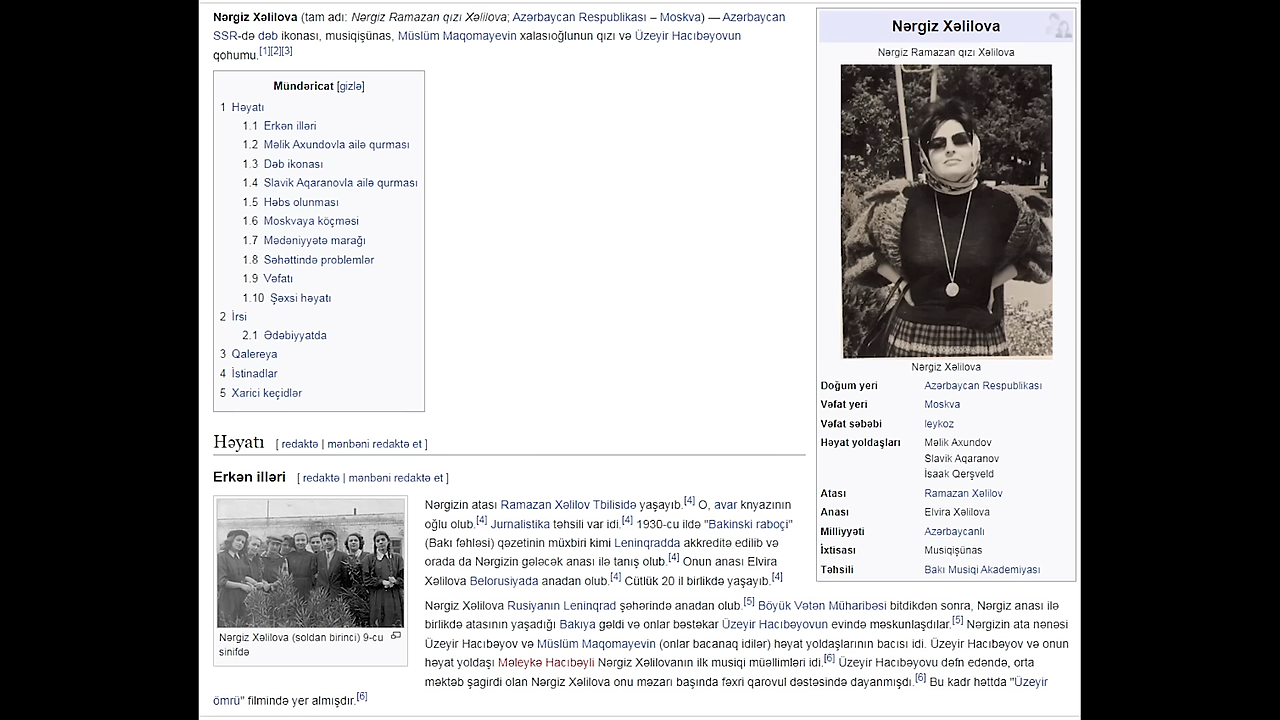 Nərgiz Xəlilova (tam adı: Nərgiz Ramazan qızı Xəlilova; Azərbaycan Respublikası – Moskva) — Azərbaycan
SSR-də dəb ikonası, musiqişünas, Müslüm Maqomayevin xalasıoğlunun qızı və Üzeyir Hacıbəyovun
qohumu.[1][2][3]
Mündəricat [gizlə]
1 Həyatı
1.1 Erkən illəri
1.2 Məlik Axundovla ailə qurması
1.3 Dəb ikonası
1.4 Slavik Aqaranovla ailə qurması
1.5 Həbs olunması
1.6 Moskvaya köçməsi
1.7 Mədəniyyətə marağı
1.8 Səhəttində problemlər
1.9 Vəfatı
1.10 Şəxsi həyatı
2 İrsi
2.1 Ədəbiyyatda
3 Qalereya
4 İstinadlar
5 Xarici keçidlər
Nərgiz Xəlilova
Nərgiz Ramazan qızı Xəlilova
Nərgiz Xəlilova
Doğum yeri Azərbaycan Respublikası
Vəfat yeri Moskva
Vəfat səbəbi leykoz
Həyat yoldaşları Məlik Axundov
Slavik Aqaranov
İsaak Qerşveld
Atası Ramazan Xəlilov
Anası Elvira Xəlilova
Milliyyəti Azərbaycanlı
İxtisası Musiqişünas
Təhsili Bakı Musiqi Akademiyası
Həyatı [ redaktə | mənbəni redaktə et ]
Erkən illəri [ redaktə | mənbəni redaktə et ]
Nərgiz Xəlilova (soldan birinci) 9-cu
sinifdə
Nərgizin atası Ramazan Xəlilov Tbilisidə yaşayıb.[4] O, avar knyazının
oğlu olub.[4] Jurnalistika təhsili var idi.[4] 1930-cu ildə "Bakinski raboçi"
(Bakı fəhləsi) qəzetinin müxbiri kimi Leninqradda akkreditə edilib və
orada da Nərgizin gələcək anası ilə tanış olub.[4] Onun anası Elvira
Xəlilova Belorusiyada anadan olub.[4] Cütlük 20 il birlikdə yaşayıb.[4]
Nərgiz Xəlilova Rusiyanın Leninqrad şəhərində anadan olub.[5] Böyük Vətən Müharibəsi bitdikdən sonra, Nərgiz anası ilə
birlikdə atasının yaşadığı Bakıya gəldi və onlar bəstəkar Üzeyir Hacıbəyovun evində məskunlaşdılar.[5] Nərgizin ata nənəsi
Üzeyir Hacıbəyov və Müslüm Maqomayevin (onlar bacanaq idilər) həyat yoldaşlarının bacısı idi. Üzeyir Hacıbəyov və onun
həyat yoldaşı Məleykə Hacıbəyli Nərgiz Xəlilovanın ilk musiqi müəllimləri idi.[6] Üzeyir Hacıbəyovu dəfn edəndə, orta
məktəb şagirdi olan Nərgiz Xəlilova onu məzarı başında fəxri qarovul dəstəsində dayanmışdı.[6] Bu kadr hətta "Üzeyir
ömrü" filmində yer almışdır.[6]